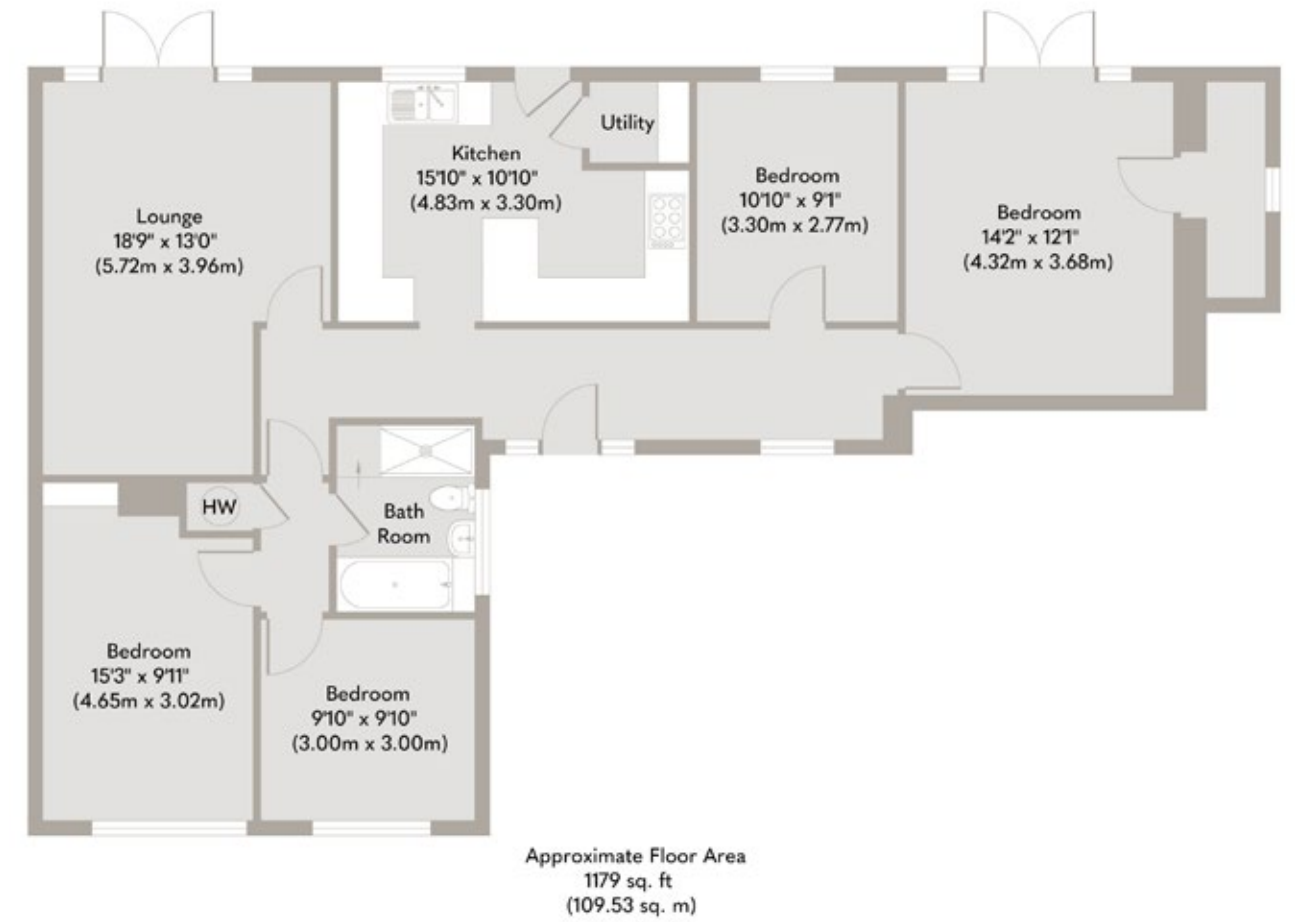 Lounge
18'9" x 13'0"
(5.72m x 3.96m)
Kitchen
15'10" x 10'10"
(4.83m x 3.30m)
Utility
Bedroom
10'10" x 9'1"
(3.30m x 2.77m)
Bedroom
14'2" x 12'1"
(4.32m x 3.68m)
HW
Bath
Room
Bedroom
15'3" x 9'11"
(4.65m x 3.02m)
Bedroom
9'10" x 9'10"
(3.00m x 3.00m)
Approximate Floor Area
1179 sq. ft
(109.53 sq. m)